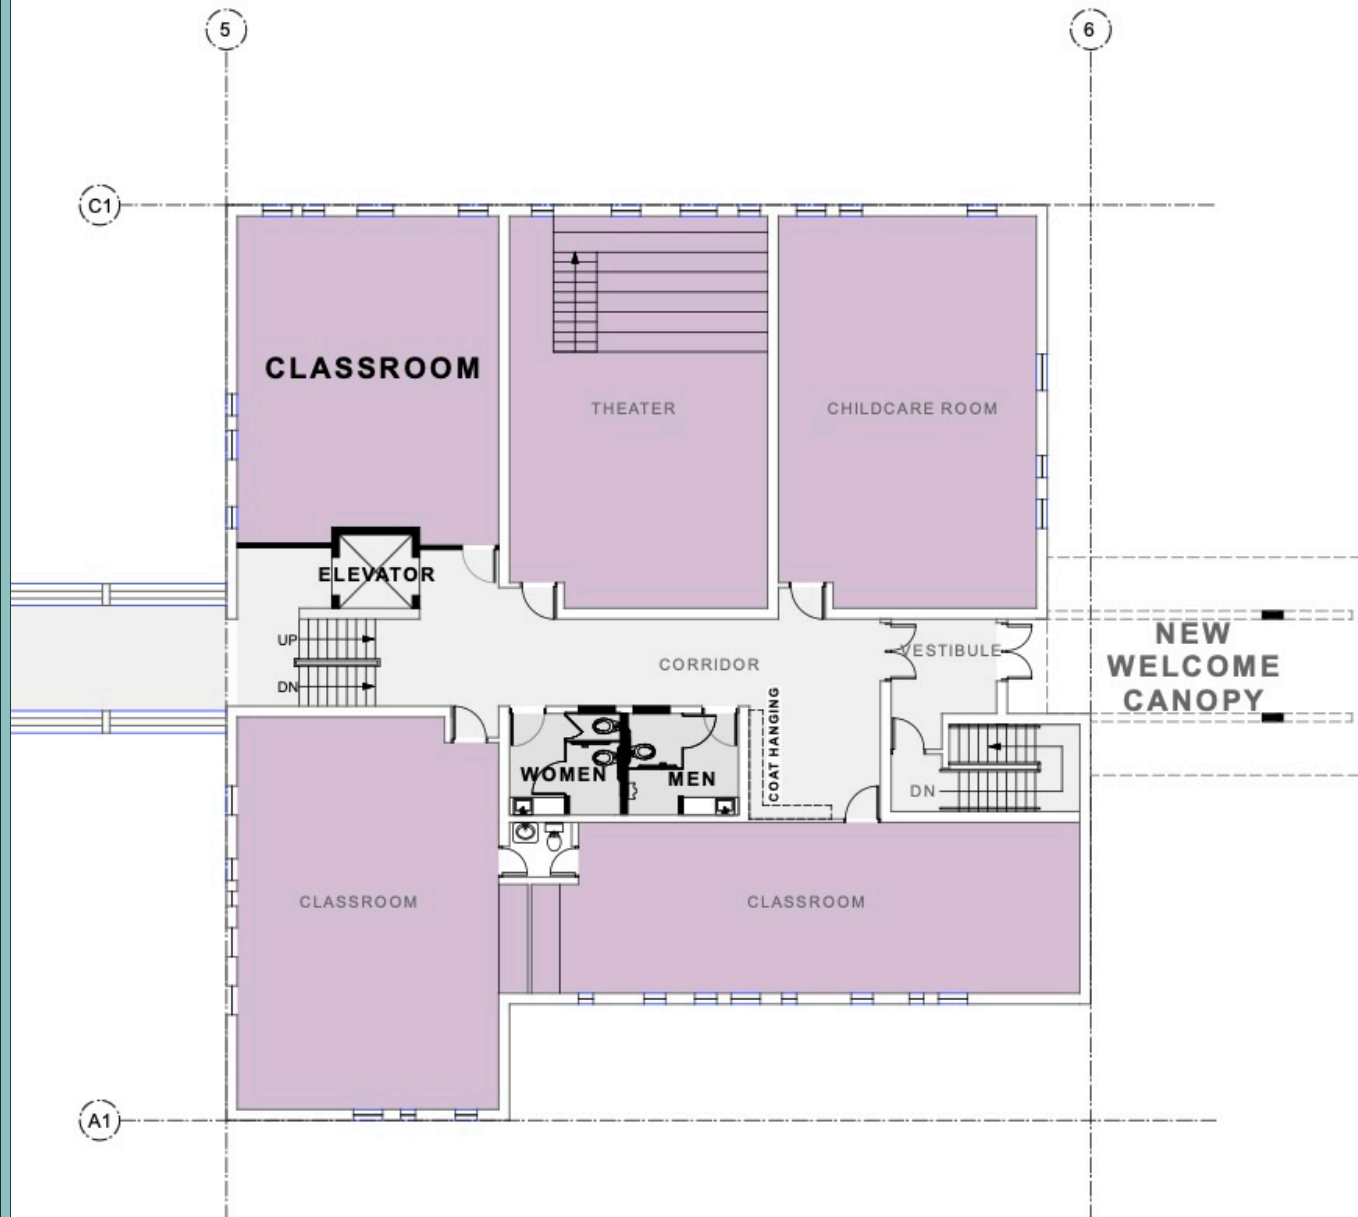 5
6
C1
CLASSROOM
THEATER
CHILDCARE ROOM
ELEVATOR
UP
DN
CORRIDOR
VESTIBULE
NEW
WELCOME
CANOPY
COAT HANGING
WOMEN
MEN
DN
CLASSROOM
CLASSROOM
A1